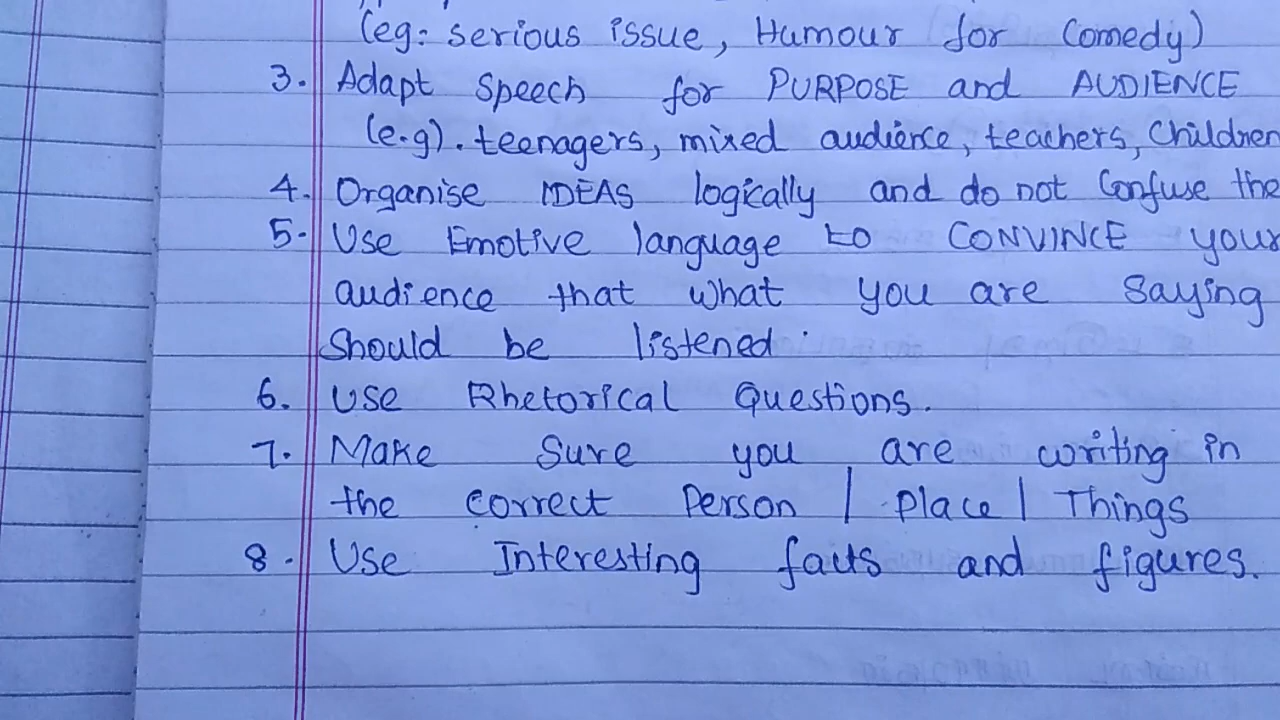 (eg: serious issue, Humour for Comedy)
3. Adapt Speech for PURPOSE and AUDIENCE
(e.g). teenagers, mixed audience, teachers, Children
4. Organise IDEAS logically and do not Confuse the
5. Use Emotive language to CONVINCE your
audience that what you are saying
should be listened.
6. Use Rhetorical Questions.
7. Make Sure you are writing in
the correct Person | place | Things
8. Use Interesting facts and figures.